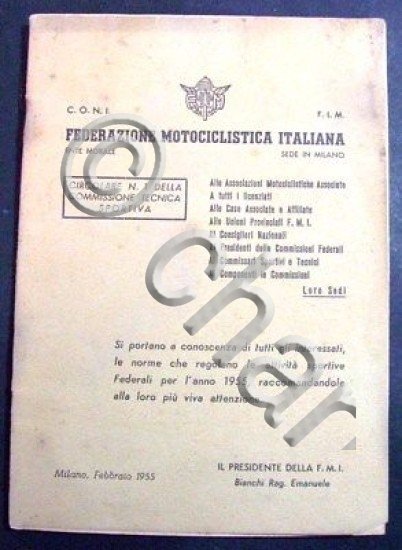 C. O. N. I. F. I. M.
FEDERAZIONE MOTOCICLISTICA ITALIANA
ENTE MORALE SEDE IN MILANO
CIRCOLARE N. 1 DELLA
COMMISSIONE TECNICA
SPORTIVA
Alle Associazioni Motociclistiche Associate
A tutti i licenziati
Alle Case Associate e Affiliate
Alle Unioni Provinciali F. M. I.
Ai Consiglieri Nazionali
Ai Presidenti delle Commissioni Federali
Ai Commissari Sportivi e Tecnici
Ai Componenti le Commissioni
Loro Sedi
Si portano a conoscenza di tutti gli interessati,
le norme che regolano le attività sportive
Federali per l'anno 1955, raccomandandole
alla loro più viva attenzione.
Milano, Febbraio 1955
IL PRESIDENTE DELLA F. M. I.
Bianchi Rag. Emanuele
© char